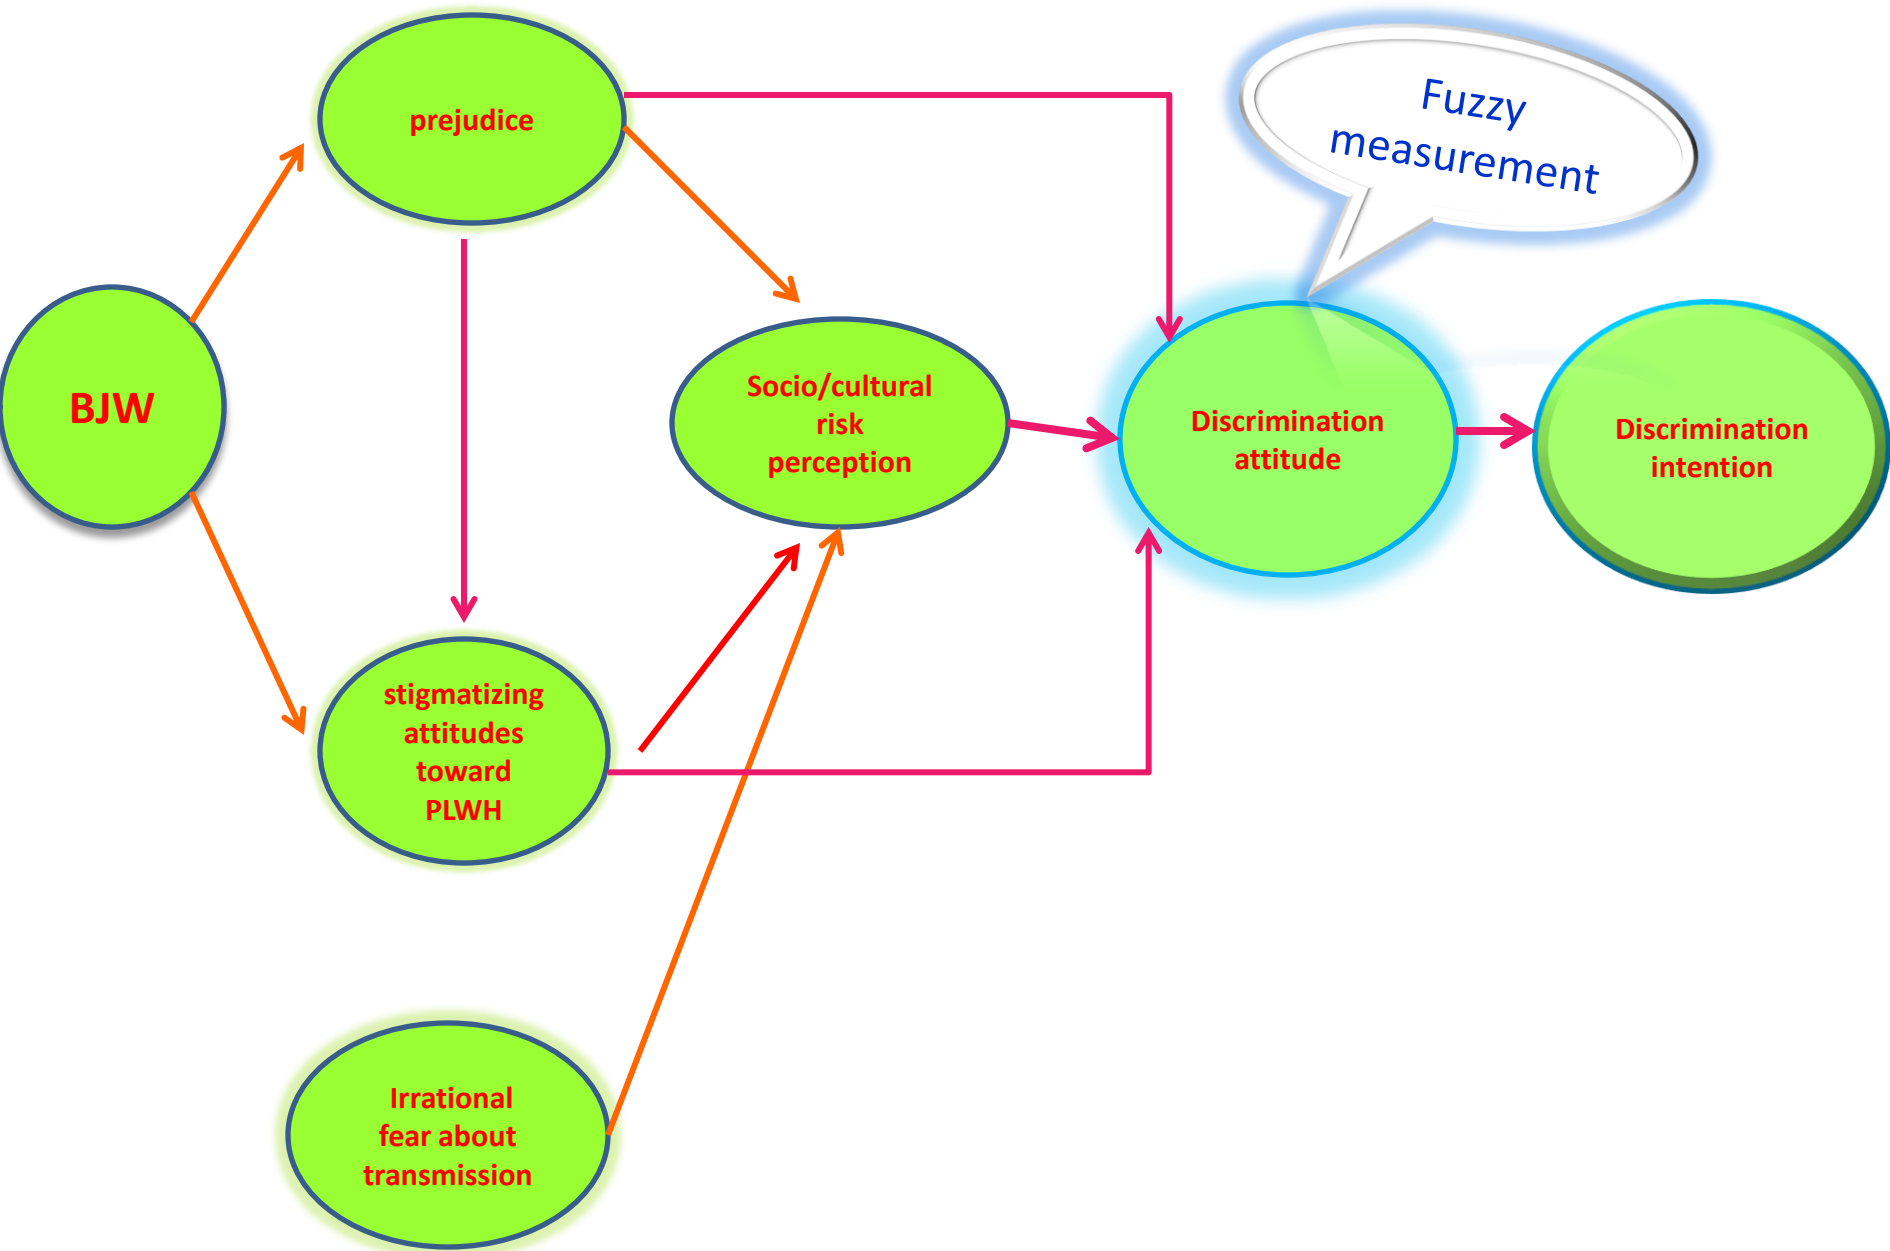 prejudice
Fuzzy
measurement
BJW
Socio/cultural
risk
perception
Discrimination
attitude
Discrimination
intention
stigmatizing
attitudes
toward
PLWH
Irrational
fear about
transmission